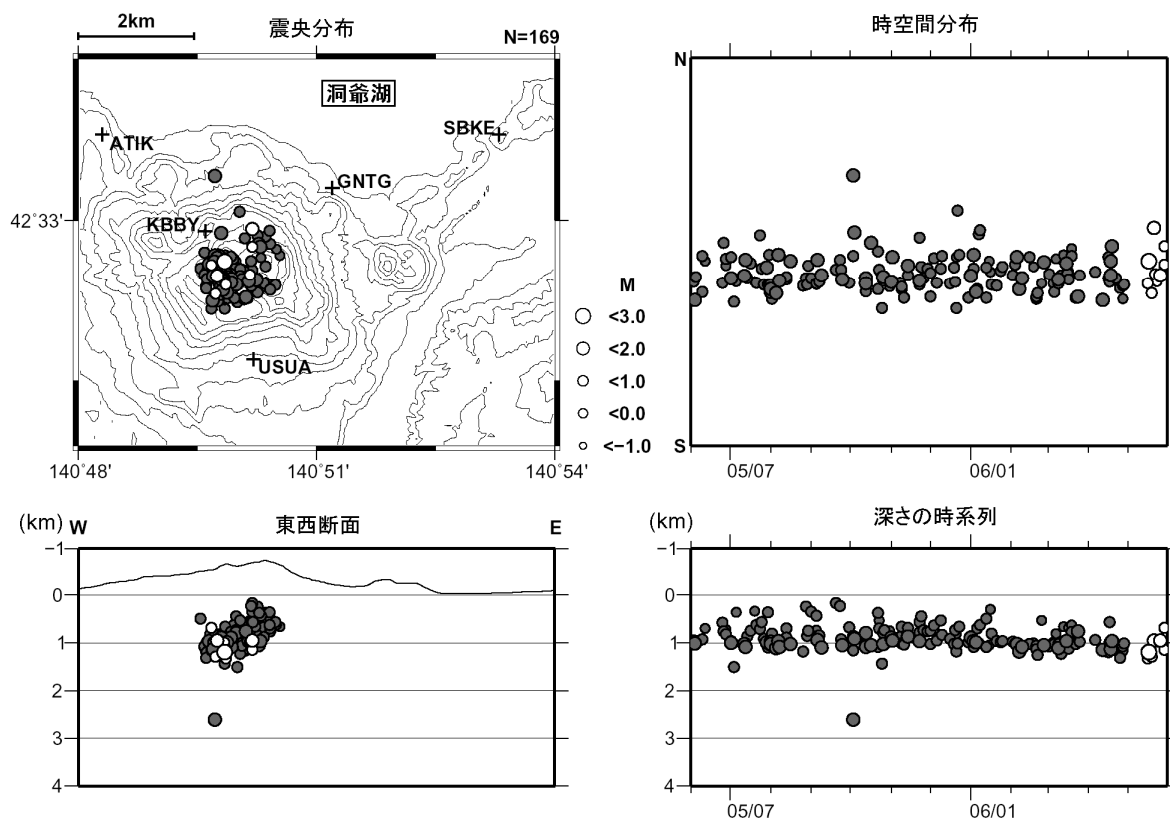 2km
震央分布
N=169
洞爺湖
ATIK
SBKE
GNTG
KBBY
USUA
42°33'
140°48'
140°51'
140°54'
M
<3.0
<2.0
<1.0
<0.0
<−1.0
時空間分布
N
S
05/07
06/01
(km)
W
東西断面
E
−1
0
1
2
3
4
(km)
深さの時系列
−1
0
1
2
3
4
05/07
06/01